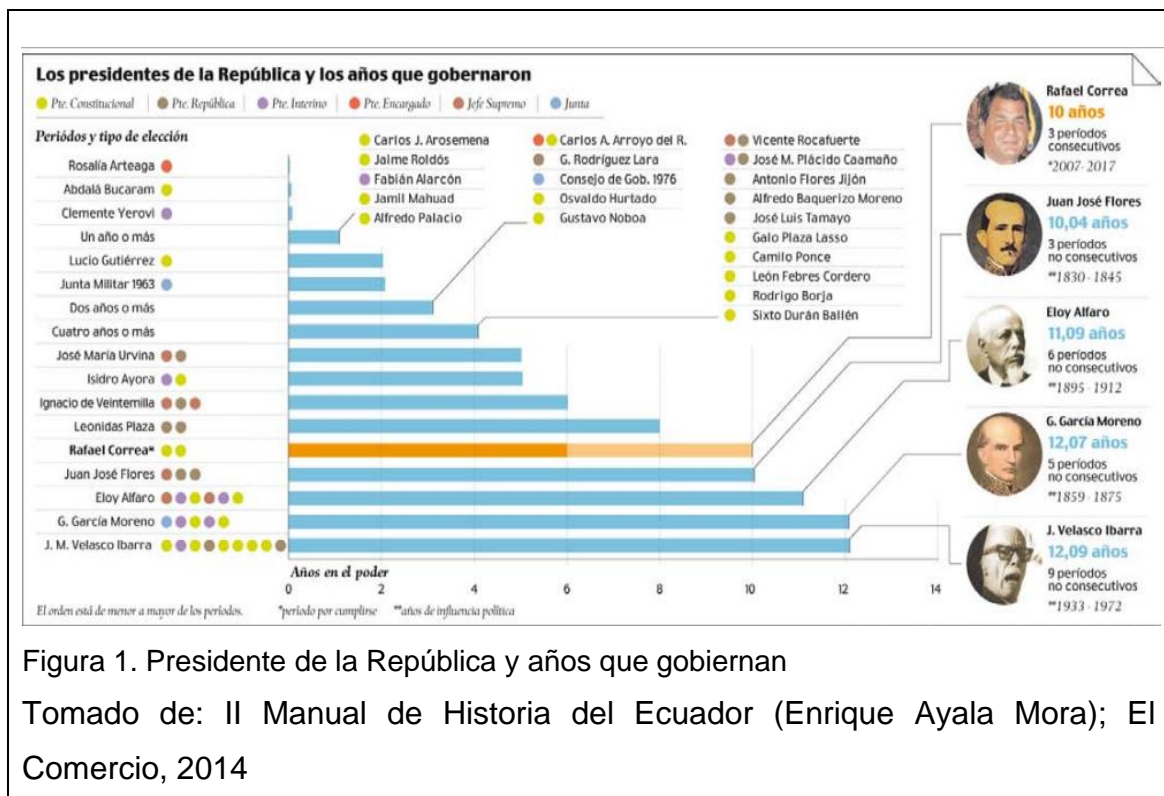 Los presidentes de la República y los años que gobernaron
Pte. Constitucional | Pte. República | Pte. Interino | Pte. Encargado | Jefe Supremo | Junta
Periódos y tipo de elección
Rosalía Arteaga
Abdalá Bucaram
Clemente Yerovi
Un año o más
Lucio Gutiérrez
Junta Militar 1963
Dos años o más
Cuatro años o más
José María Urvina
Isidro Ayora
Ignacio de Veintemilla
Leonidas Plaza
Rafael Correa*
Juan José Flores
Eloy Alfaro
G. García Moreno
J. M. Velasco Ibarra
Carlos J. Arosemena
Jaime Roldós
Fabián Alarcón
Jamil Mahuad
Alfredo Palacio
Carlos A. Arroyo del R.
G. Rodríguez Lara
Consejo de Gob. 1976
Osvaldo Hurtado
Gustavo Noboa
Vicente Rocafuerte
José M. Plácido Caamaño
Antonio Flores Jijón
Alfredo Baquerizo Moreno
José Luis Tamayo
Galo Plaza Lasso
Camilo Ponce
León Febres Cordero
Rodrigo Borja
Sixto Durán Ballén
Años en el poder
0 2 4 6 8 10 12 14
El orden está de menor a mayor de los períodos. *período por cumplirse **años de influencia política
Rafael Correa
10 años
3 períodos
consecutivos
*2007- 2017
Juan José Flores
10,04 años
3 períodos
no consecutivos
**1830 - 1845
Eloy Alfaro
11,09 años
6 períodos
no consecutivos
**1895 - 1912
G. García Moreno
12,07 años
5 períodos
no consecutivos
**1859 - 1875
J. Velasco Ibarra
12,09 años
9 períodos
no consecutivos
**1933 - 1972
Figura 1. Presidente de la República y años que gobiernan
Tomado de: II Manual de Historia del Ecuador (Enrique Ayala Mora); El
Comercio, 2014